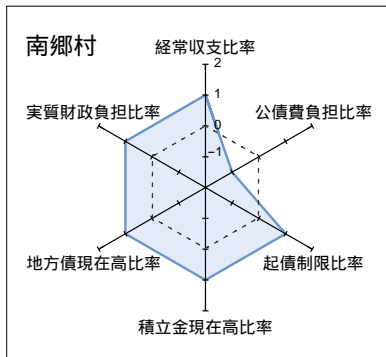 南郷村
経常収支比率
2
1
0
−1
公債費負担比率
実質財政負担比率
地方債現在高比率
起債制限比率
積立金現在高比率